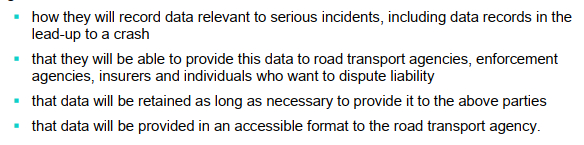 ▪ how they will record data relevant to serious incidents, including data records in the
lead-up to a crash
▪ that they will be able to provide this data to road transport agencies, enforcement
agencies, insurers and individuals who want to dispute liability
▪ that data will be retained as long as necessary to provide it to the above parties
▪ that data will be provided in an accessible format to the road transport agency.